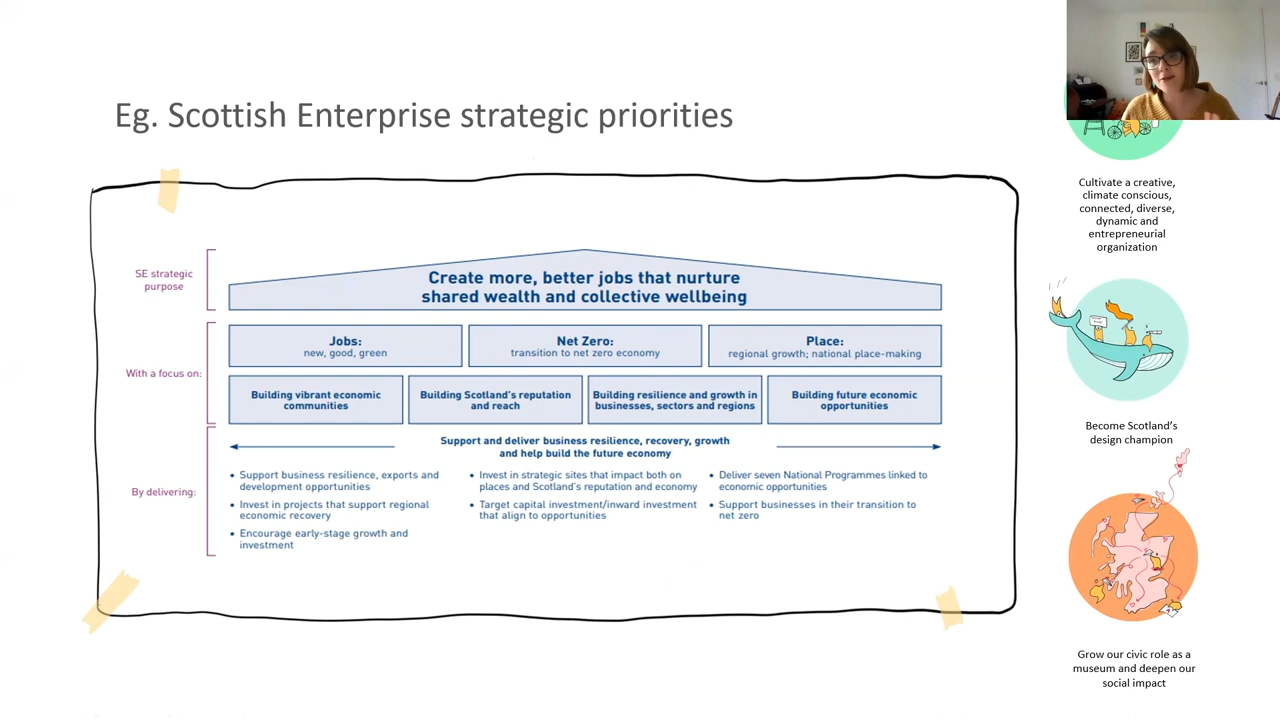 Eg. Scottish Enterprise strategic priorities
SE strategic
purpose
Create more, better jobs that nurture
shared wealth and collective wellbeing
With a focus on:
Jobs:
new, good, green
Net Zero:
transition to net zero economy
Place:
regional growth; national place-making
Building vibrant economic
communities
Building Scotland's reputation
and reach
Building resilience and growth in
businesses, sectors and regions
Building future economic
opportunities
By delivering:
Support and deliver business resilience, recovery, growth
and help build the future economy
• Support business resilience, exports and
development opportunities
• Invest in projects that support regional
economic recovery
• Encourage early-stage growth and
investment
• Invest in strategic sites that impact both on
places and Scotland's reputation and economy
• Target capital investment/inward investment
that align to opportunities
• Deliver seven National Programmes linked to
economic opportunities
• Support businesses in their transition to
net zero
Cultivate a creative,
climate conscious,
connected, diverse,
dynamic and
entrepreneurial
organization
Become Scotland's
design champion
Grow our civic role as a
museum and deepen our
social impact